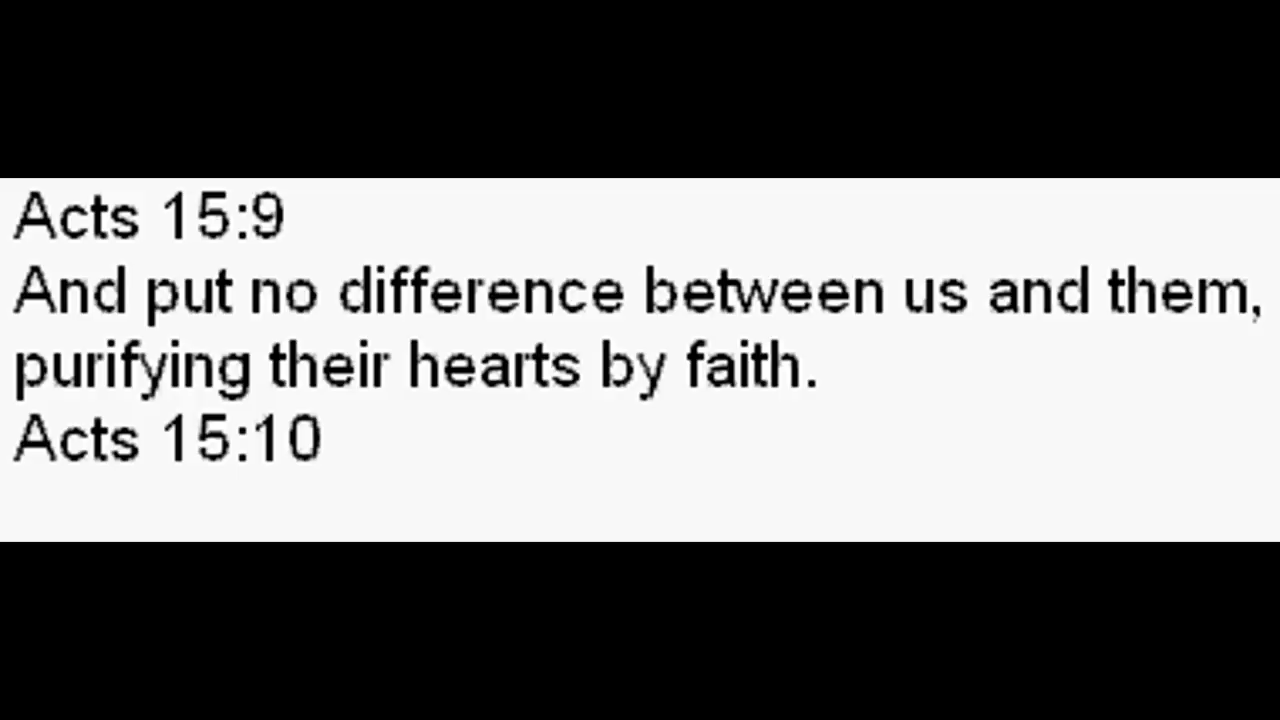 Acts 15:9
And put no difference between us and them,
purifying their hearts by faith.
Acts 15:10